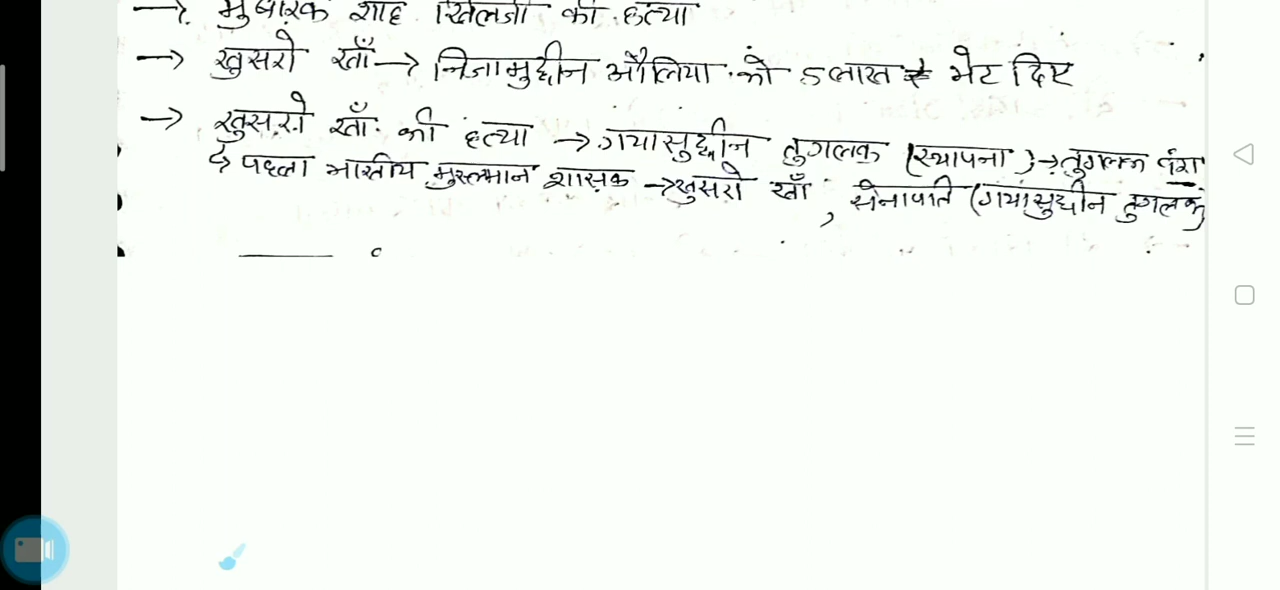 → मुबारक शाह खिलजी की हत्या
→ खुसरो खाँ → निजामुद्दीन औलिया को 5 लाख ₹ भेट दिए
→ खुसरो खाँ की हत्या → गयासुद्दीन तुगलक (स्थापना) → तुगलक वंश
↳ पहला भारतीय मुस्लमान शासक → खुसरो खाँ, सेनापति (गयासुद्दीन तुगलक)